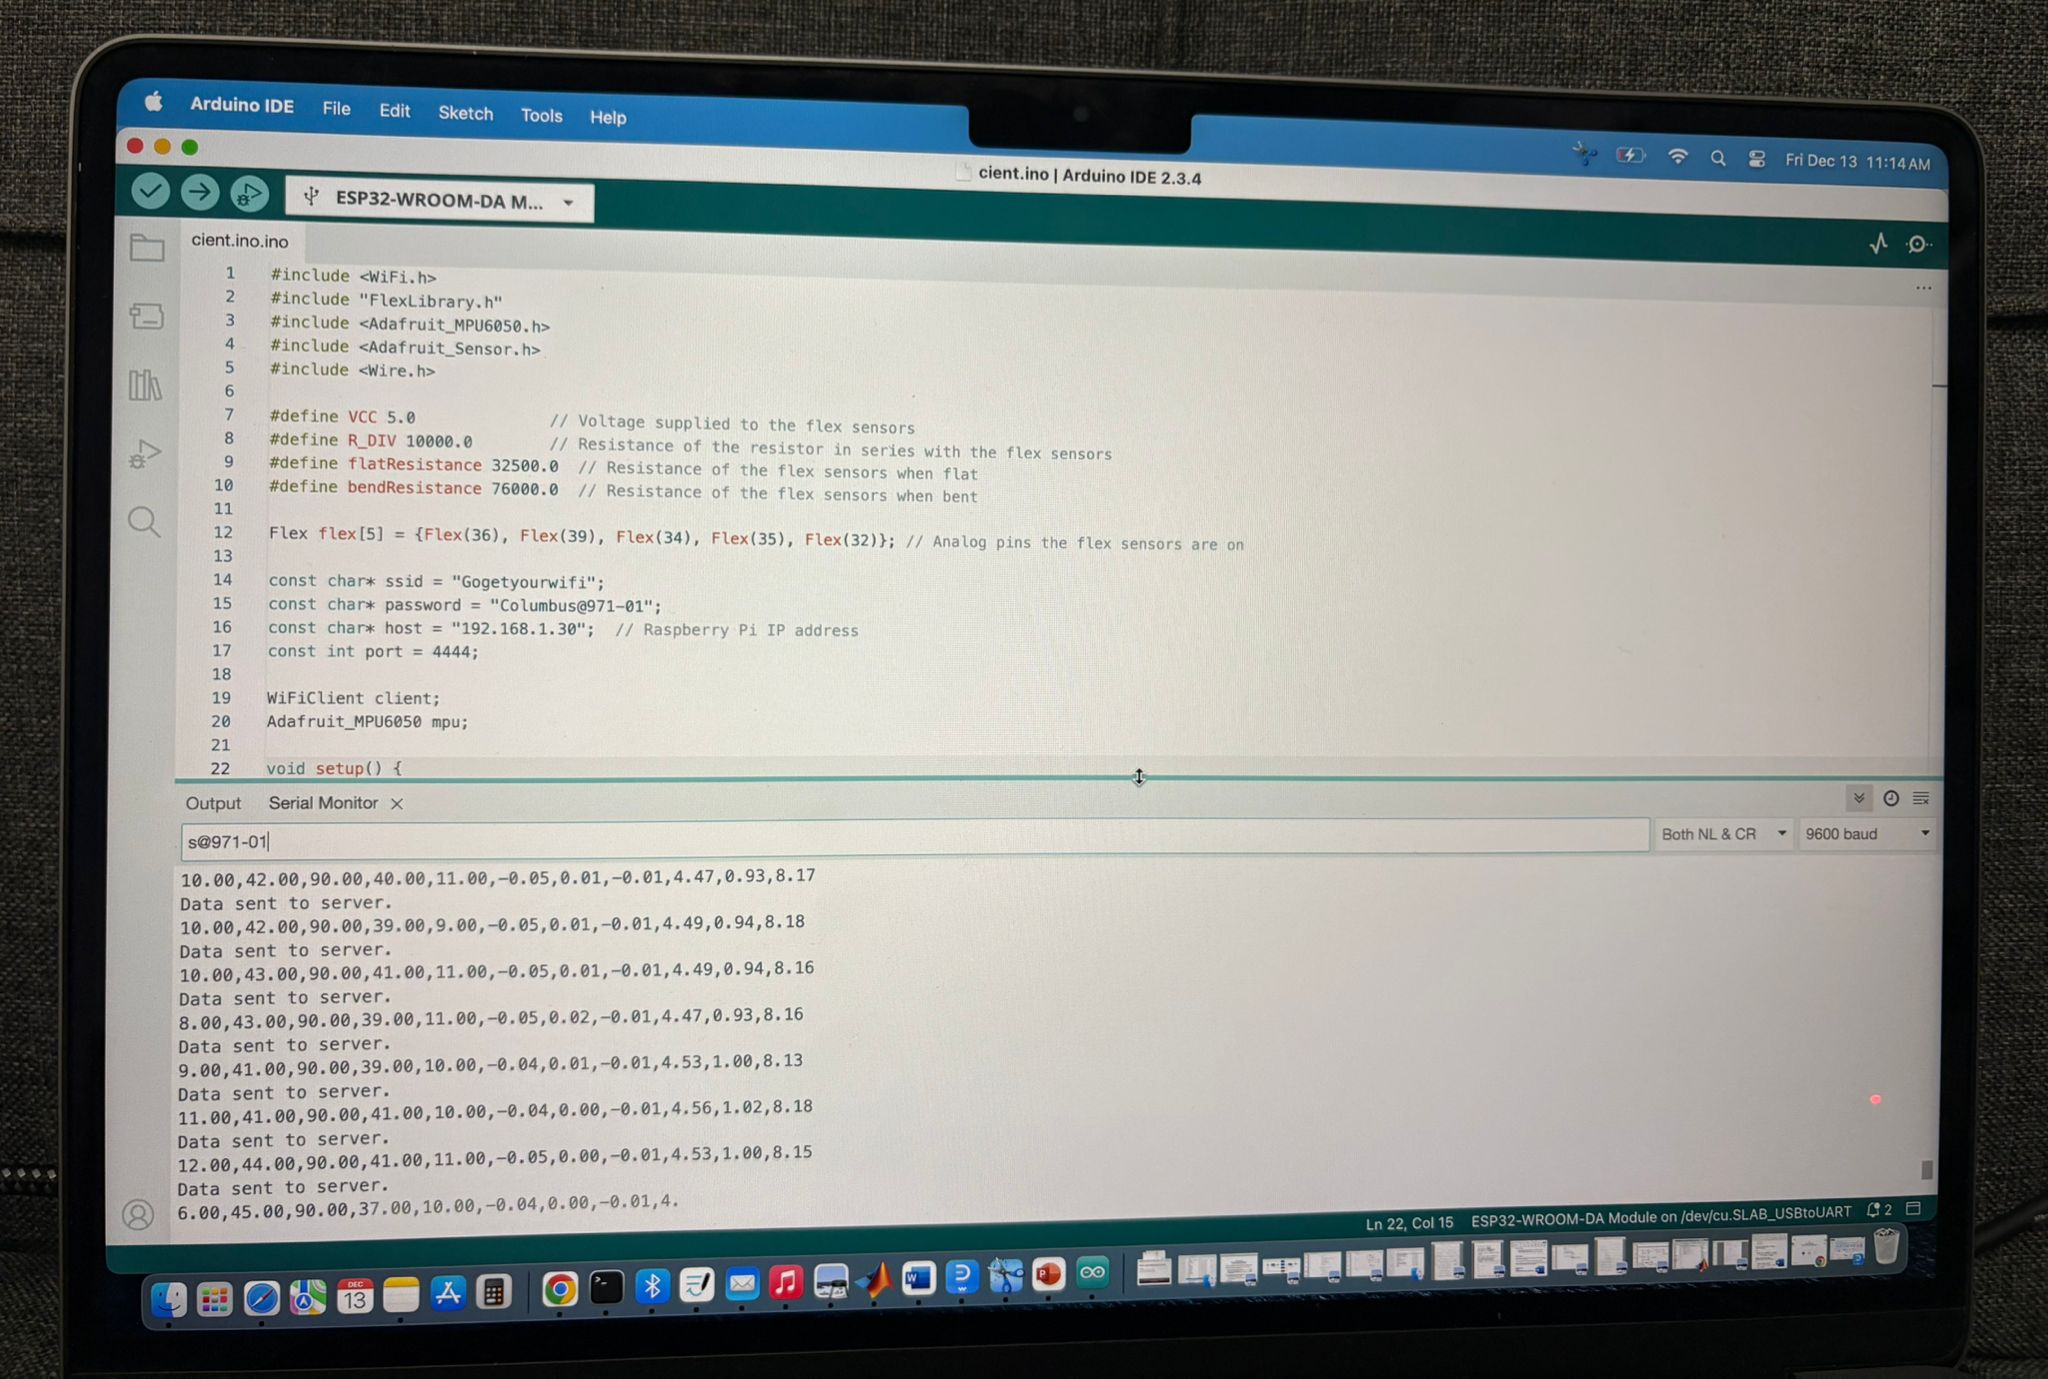 Arduino IDE File Edit Sketch Tools Help
Fri Dec 13 11:14 AM
cient.ino | Arduino IDE 2.3.4
ESP32-WROOM-DA M...
cient.ino.ino
1 #include <WiFi.h>
2 #include "FlexLibrary.h"
3 #include <Adafruit_MPU6050.h>
4 #include <Adafruit_Sensor.h>
5 #include <Wire.h>
6
7 #define VCC 5.0 // Voltage supplied to the flex sensors
8 #define R_DIV 10000.0 // Resistance of the resistor in series with the flex sensors
9 #define flatResistance 32500.0 // Resistance of the flex sensors when flat
10 #define bendResistance 76000.0 // Resistance of the flex sensors when bent
11
12 Flex flex[5] = {Flex(36), Flex(39), Flex(34), Flex(35), Flex(32)}; // Analog pins the flex sensors are on
13
14 const char* ssid = "Gogetyourwifi";
15 const char* password = "Columbus@971-01";
16 const char* host = "192.168.1.30"; // Raspberry Pi IP address
17 const int port = 4444;
18
19 WiFiClient client;
20 Adafruit_MPU6050 mpu;
21
22 void setup() {
Output Serial Monitor ×
s@971-01 Both NL & CR 9600 baud
10.00,42.00,90.00,40.00,11.00,-0.05,0.01,-0.01,4.47,0.93,8.17
Data sent to server.
10.00,42.00,90.00,39.00,9.00,-0.05,0.01,-0.01,4.49,0.94,8.18
Data sent to server.
10.00,43.00,90.00,41.00,11.00,-0.05,0.01,-0.01,4.49,0.94,8.16
Data sent to server.
8.00,43.00,90.00,39.00,11.00,-0.05,0.02,-0.01,4.47,0.93,8.16
Data sent to server.
9.00,41.00,90.00,39.00,10.00,-0.04,0.01,-0.01,4.53,1.00,8.13
Data sent to server.
11.00,41.00,90.00,41.00,10.00,-0.04,0.00,-0.01,4.56,1.02,8.18
Data sent to server.
12.00,44.00,90.00,41.00,11.00,-0.05,0.00,-0.01,4.53,1.00,8.15
Data sent to server.
6.00,45.00,90.00,37.00,10.00,-0.04,0.00,-0.01,4.
Ln 22, Col 15 ESP32-WROOM-DA Module on /dev/cu.SLAB_USBtoUART 2
DEC
13